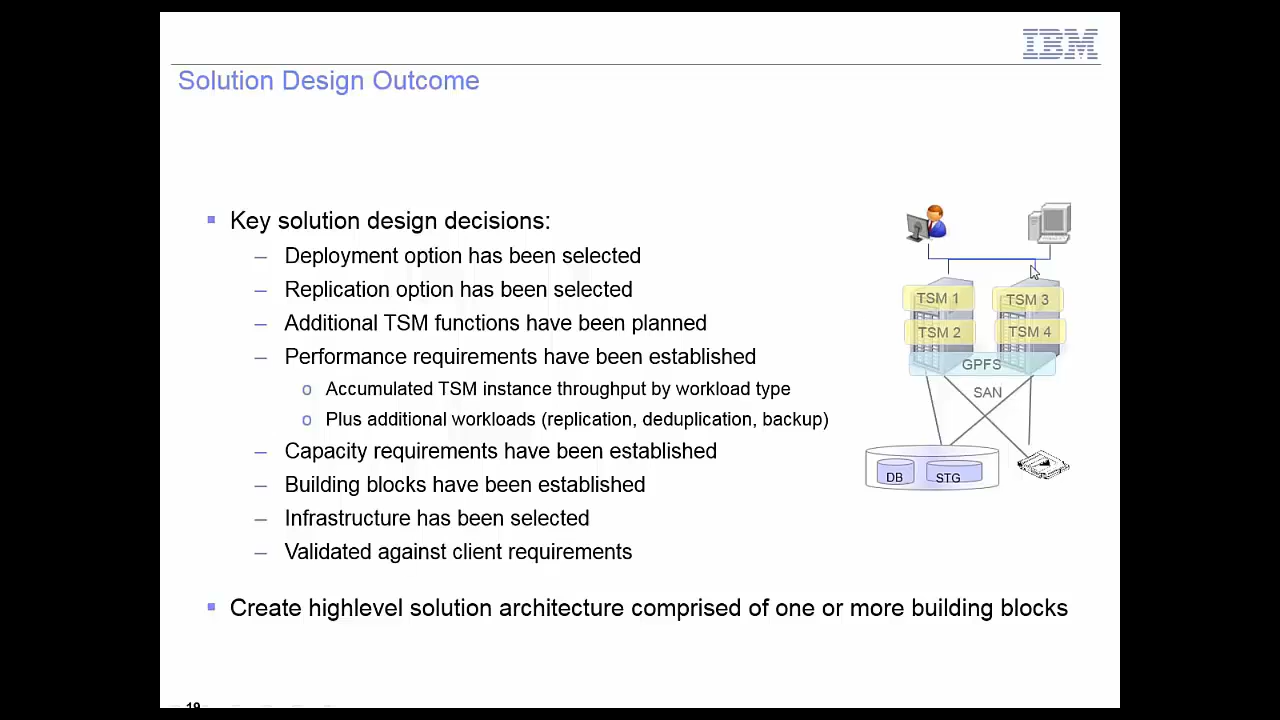 IBM
Solution Design Outcome
Key solution design decisions:
– Deployment option has been selected
– Replication option has been selected
– Additional TSM functions have been planned
– Performance requirements have been established
o Accumulated TSM instance throughput by workload type
o Plus additional workloads (replication, deduplication, backup)
– Capacity requirements have been established
– Building blocks have been established
– Infrastructure has been selected
– Validated against client requirements
Create highlevel solution architecture comprised of one or more building blocks
TSM 1
TSM 3
TSM 2
TSM 4
GPFS
SAN
DB
STG
19